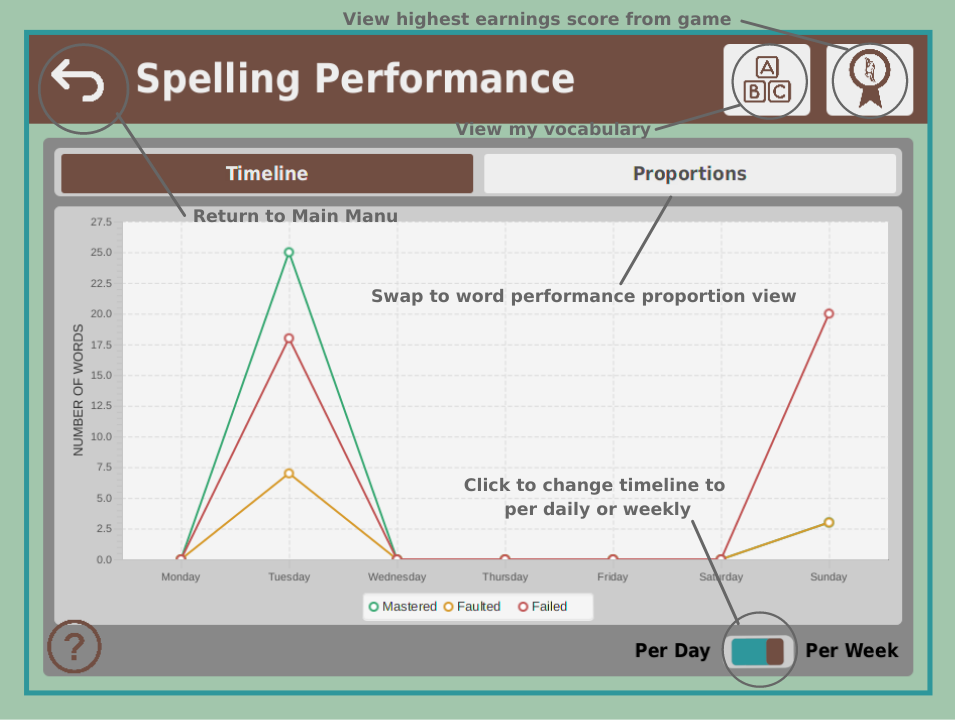 View highest earnings score from game
Spelling Performance
A
B C
View my vocabulary
Timeline
Proportions
Return to Main Manu
Swap to word performance proportion view
Click to change timeline to
per daily or weekly
NUMBER OF WORDS
27.5
25.0
22.5
20.0
17.5
15.0
12.5
10.0
7.5
5.0
2.5
0.0
Monday Tuesday Wednesday Thursday Friday Saturday Sunday
Mastered Faulted Failed
?
Per Day
Per Week